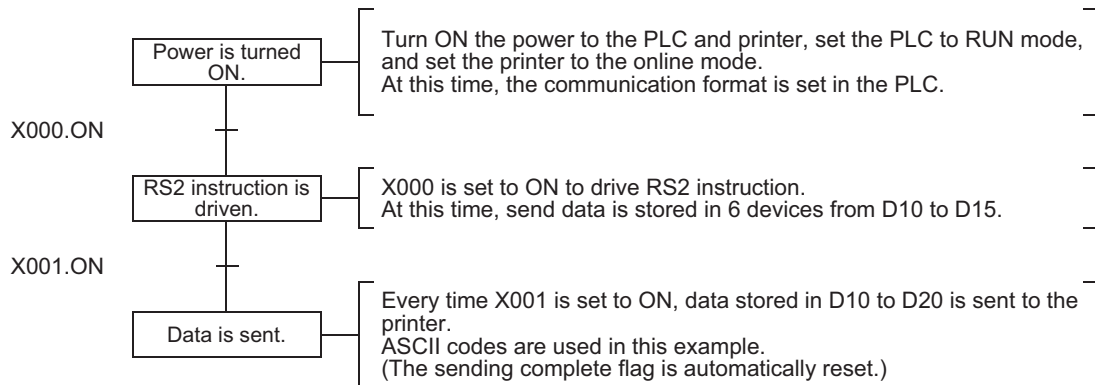 Power is turned
ON.
Turn ON the power to the PLC and printer, set the PLC to RUN mode,
and set the printer to the online mode.
At this time, the communication format is set in the PLC.
X000.ON
RS2 instruction is
driven.
X000 is set to ON to drive RS2 instruction.
At this time, send data is stored in 6 devices from D10 to D15.
X001.ON
Data is sent.
Every time X001 is set to ON, data stored in D10 to D20 is sent to the
printer.
ASCII codes are used in this example.
(The sending complete flag is automatically reset.)